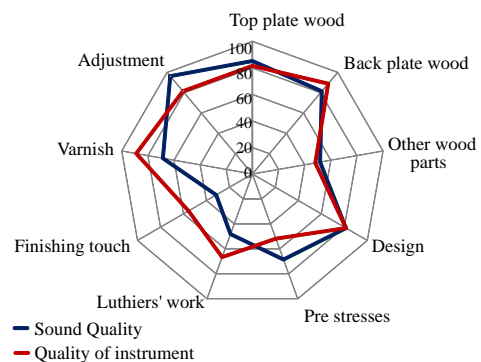 Top plate wood
100
80
60
40
20
0
Back plate wood
Other wood
parts
Design
Pre stresses
Luthiers' work
Finishing touch
Varnish
Adjustment
Sound Quality
Quality of instrument